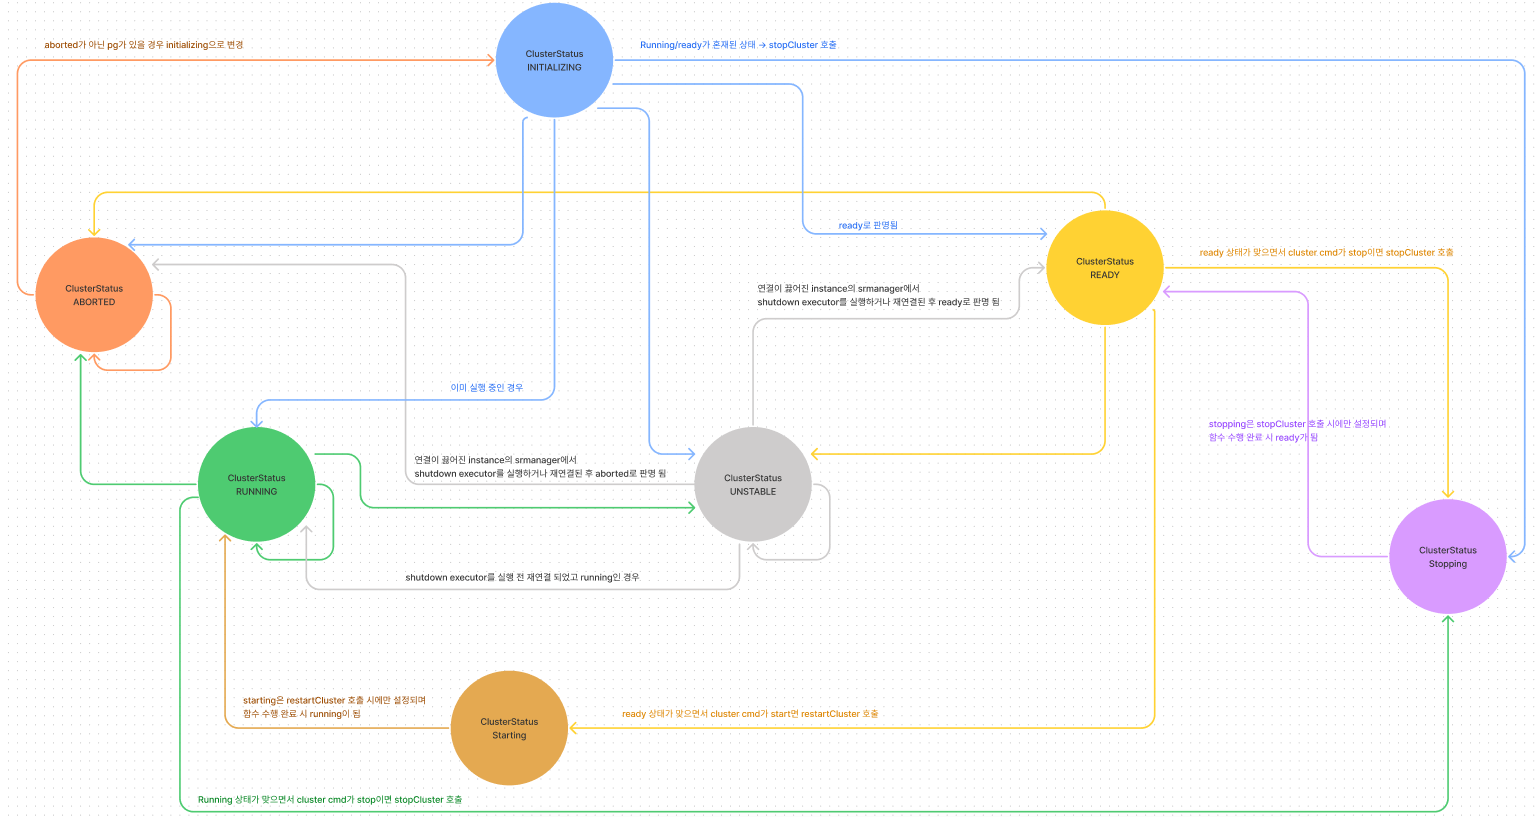 aborted가 아닌 pg가 있을 경우 initializing으로 변경
ClusterStatus
INITIALIZING
Running/ready가 혼재된 상태 → stopCluster 호출
ready로 판명됨
ClusterStatus
READY
ready 상태가 맞으면서 cluster cmd가 stop이면 stopCluster 호출
ClusterStatus
ABORTED
연결이 끓어진 instance의 srmanager에서
shutdown executor를 실행하거나 재연결된 후 ready로 판명 됨
이미 실행 중인 경우
stopping은 stopCluster 호출 시에만 설정되며
함수 수행 완료 시 ready가 됨
연결이 끓어진 instance의 srmanager에서
shutdown executor를 실행하거나 재연결된 후 aborted로 판명 됨
ClusterStatus
RUNNING
ClusterStatus
UNSTABLE
ClusterStatus
Stopping
shutdown executor를 실행 전 재연결 되었고 running인 경우
starting은 restartCluster 호출 시에만 설정되며
함수 수행 완료 시 running이 됨
ClusterStatus
Starting
ready 상태가 맞으면서 cluster cmd가 start면 restartCluster 호출
Running 상태가 맞으면서 cluster cmd가 stop이면 stopCluster 호출